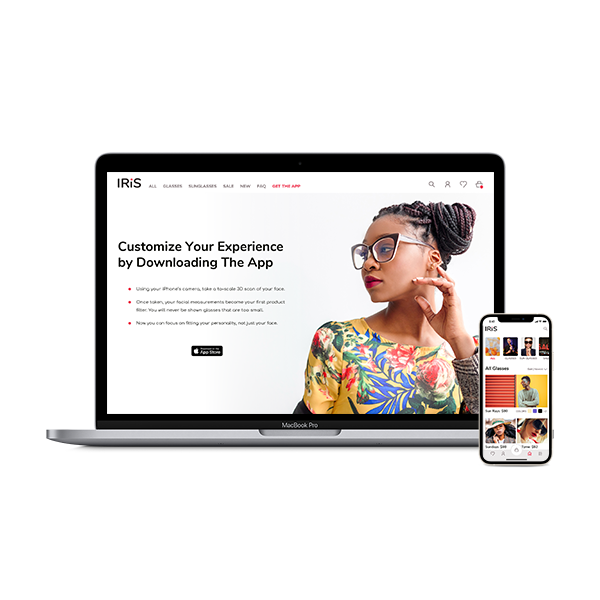 IRiS
ALL GLASSES SUNGLASSES SALE NEW FAQ GET THE APP
Customize Your Experience
by Downloading The App
Using your iPhone's camera, take a to-scale 3D scan of your face.
Once taken, your facial measurements become your first product
filter. You will never be shown glasses that are too small.
Now you can focus on fitting your personality, not just your face.
App Store
MacBook Pro
IRiS
All Glasses
Sun Rays $89